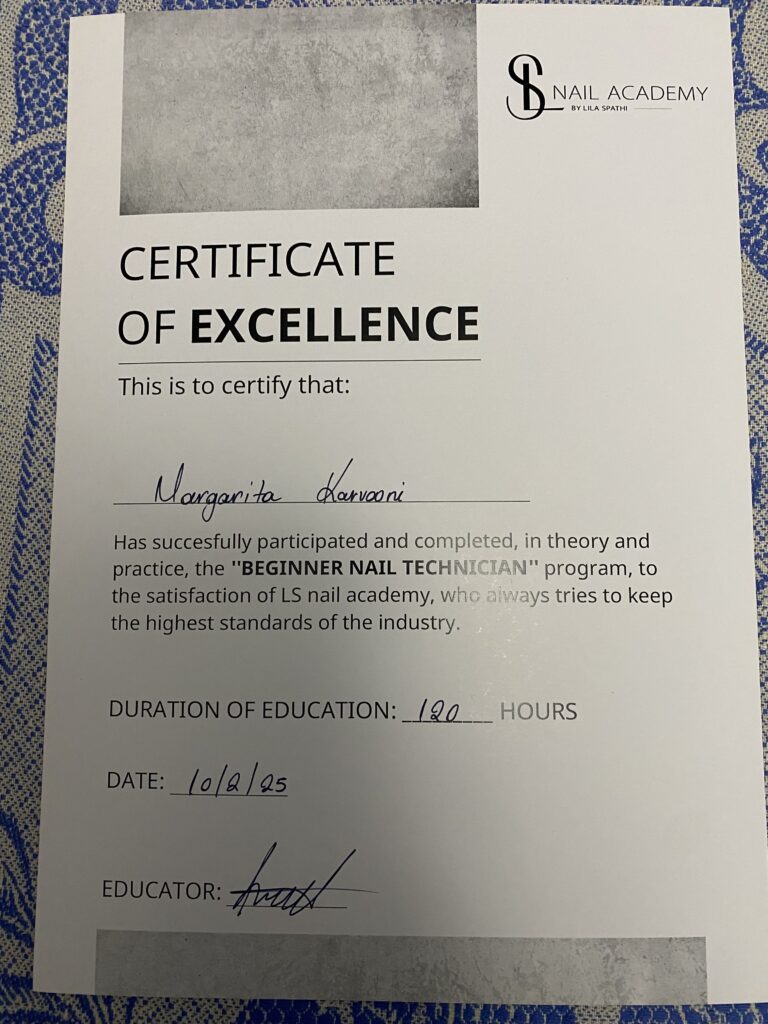 LS NAIL ACADEMY
BY LILA SPATHI
CERTIFICATE
OF EXCELLENCE
This is to certify that:
Margarita Karvooni
Has succesfully participated and completed, in theory and
practice, the "BEGINNER NAIL TECHNICIAN" program, to
the satisfaction of LS nail academy, who always tries to keep
the highest standards of the industry.
DURATION OF EDUCATION: 120 HOURS
DATE: 10/2/25
EDUCATOR: